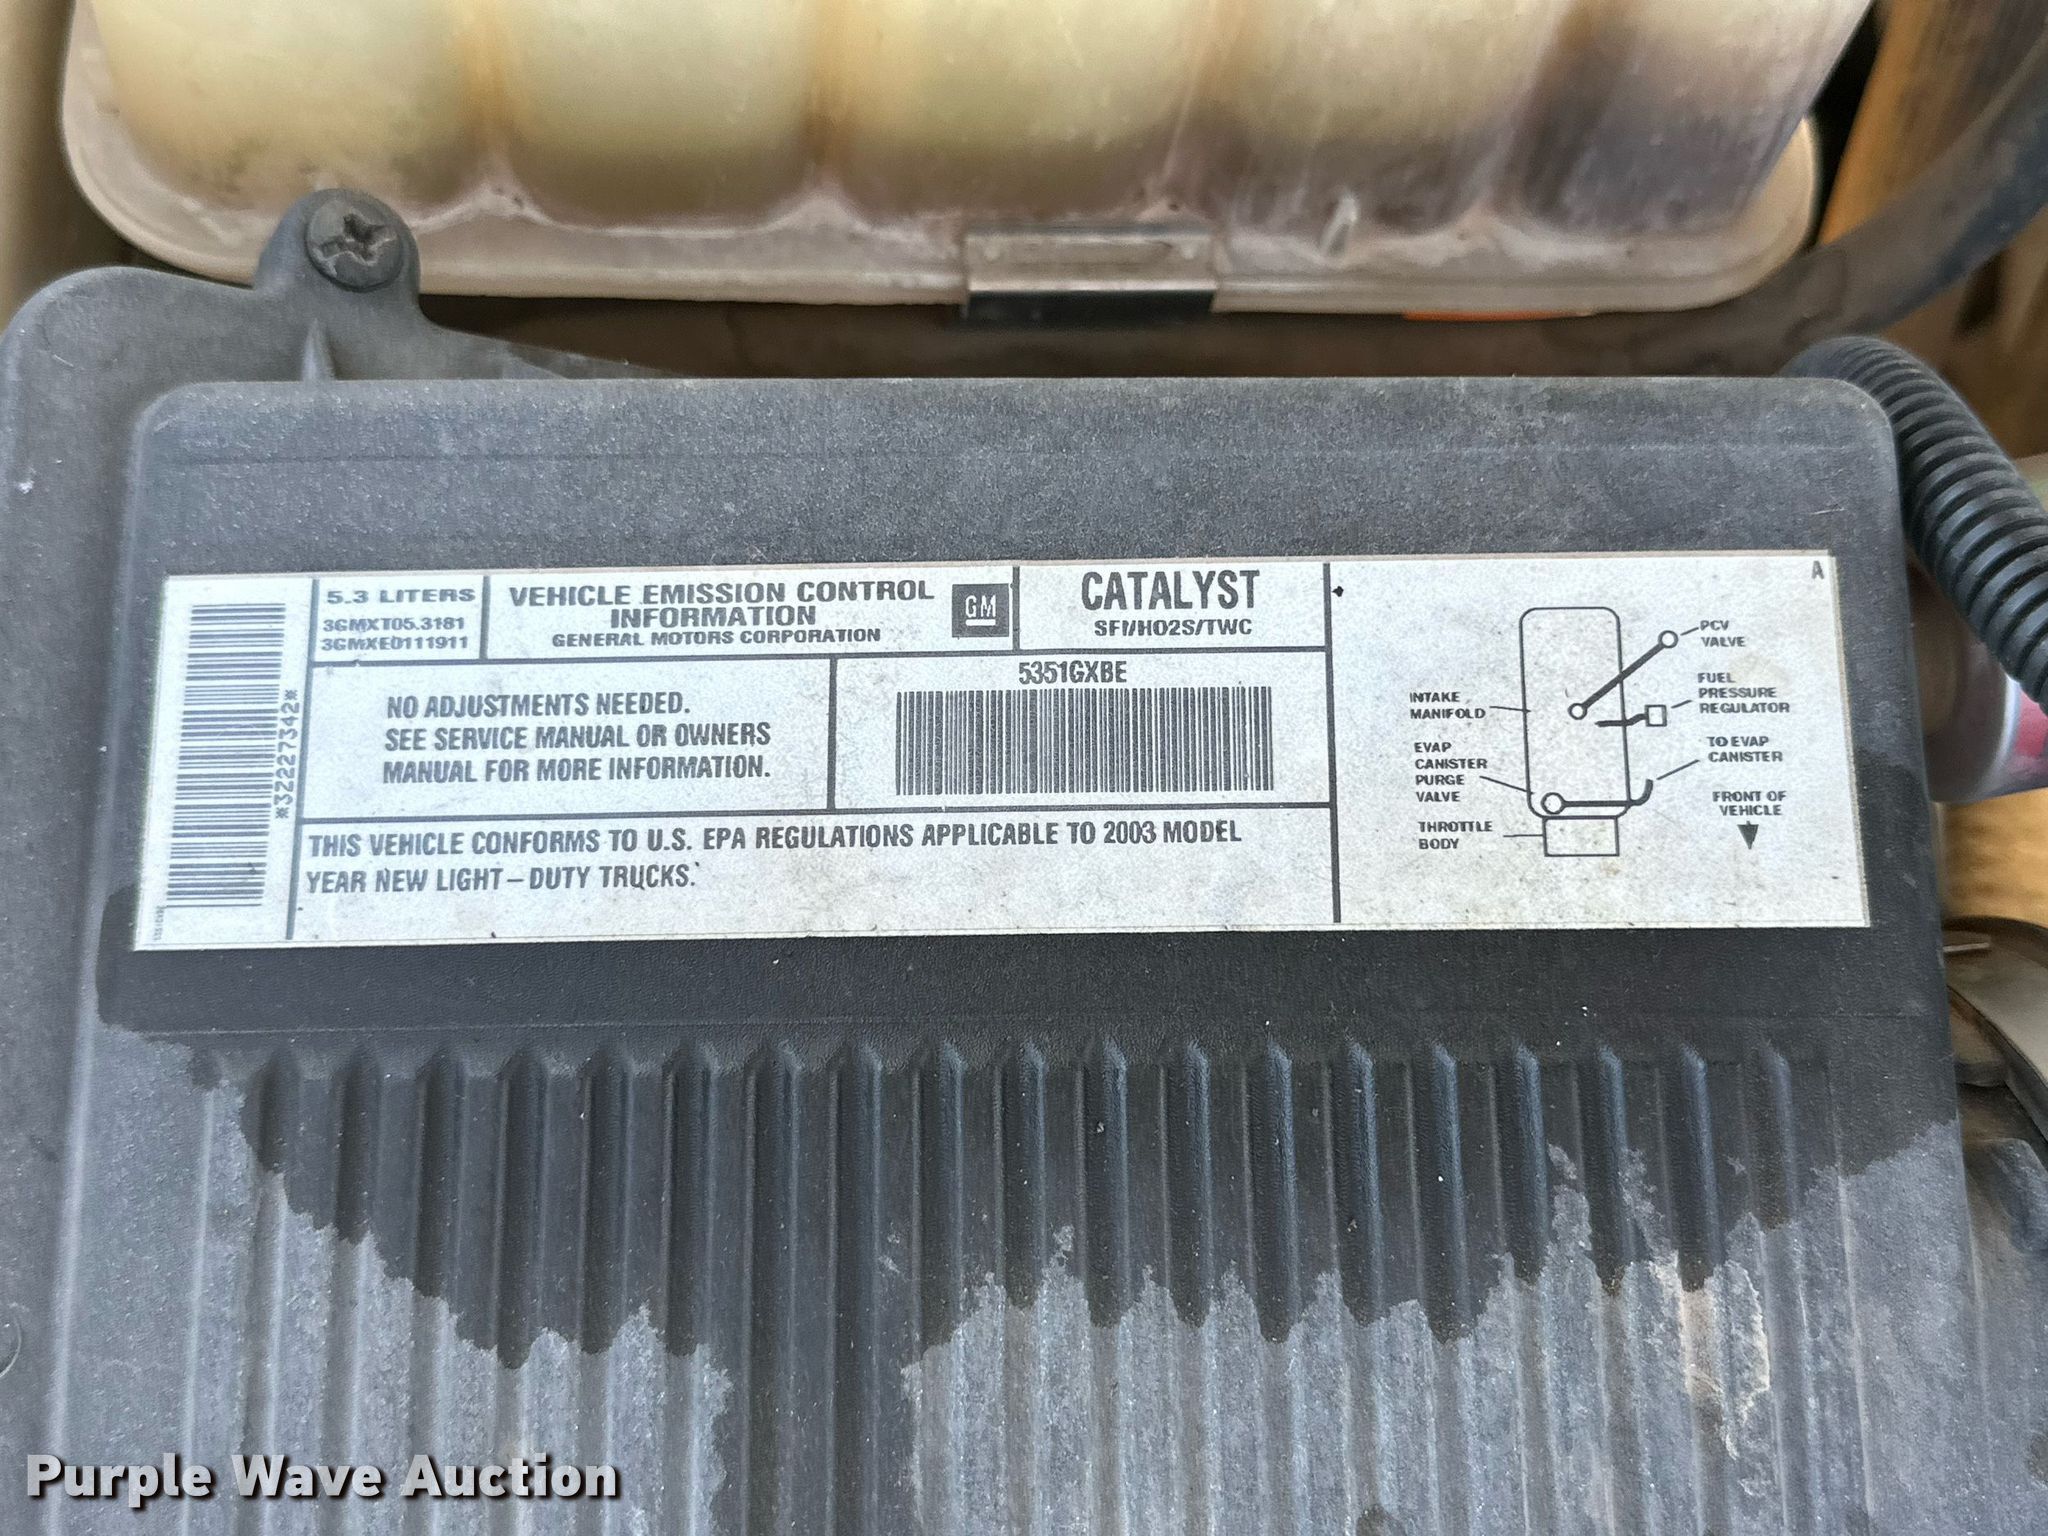 *322273​42*
5.3 LITERS
3GMXT05.3181
3GMXE0111911
VEHICLE EMISSION CONTROL
INFORMATION
GENERAL MOTORS CORPORATION
GM
CATALYST
SFI/HO2S/TWC
NO ADJUSTMENTS NEEDED.
SEE SERVICE MANUAL OR OWNERS
MANUAL FOR MORE INFORMATION.
5351GXBE
THIS VEHICLE CONFORMS TO U.S. EPA REGULATIONS APPLICABLE TO 2003 MODEL
YEAR NEW LIGHT-DUTY TRUCKS.
A
PCV
VALVE
FUEL
PRESSURE
REGULATOR
INTAKE
MANIFOLD
TO EVAP
CANISTER
EVAP
CANISTER
PURGE
VALVE
FRONT OF
VEHICLE
THROTTLE
BODY
Purple Wave Auction